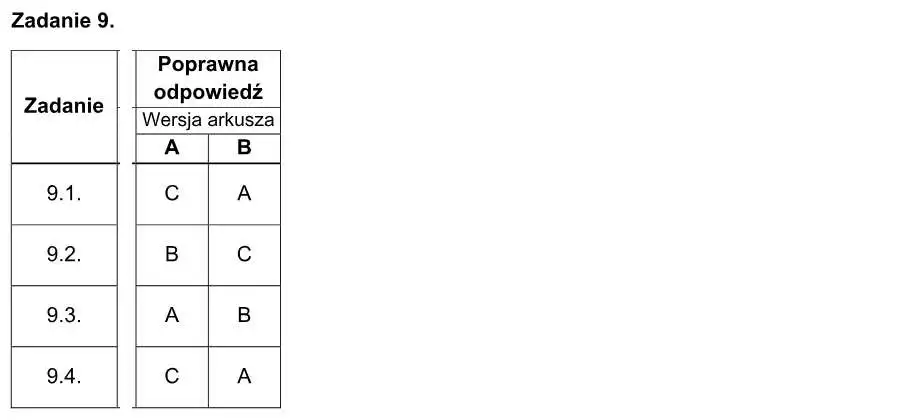 Zadanie 9.
Zadanie
Poprawna
odpowiedź
Wersja arkusza
A B
9.1. C A
9.2. B C
9.3. A B
9.4. C A